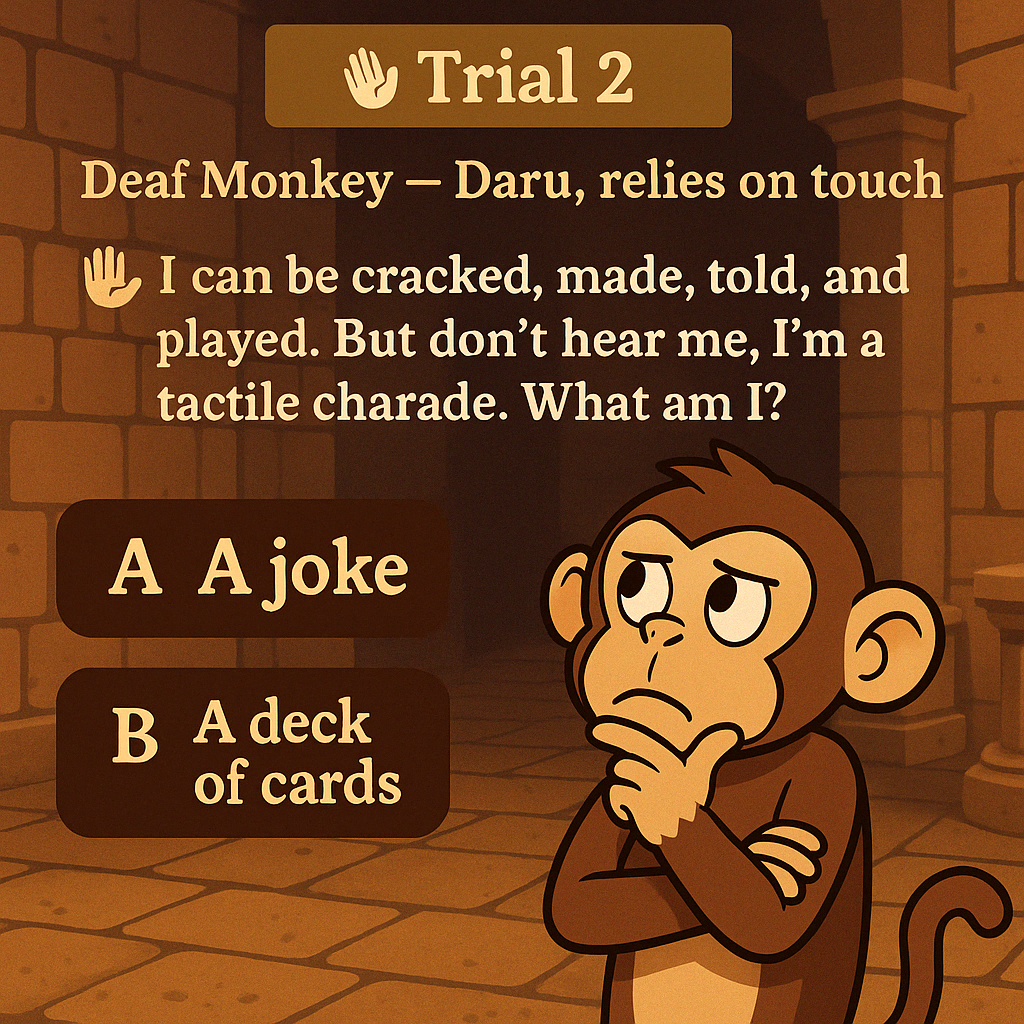 Trial 2
Deaf Monkey – Daru, relies on touch
I can be cracked, made, told, and
played. But don’t hear me, I’m a
tactile charade. What am I?
A A joke
B A deck
of cards